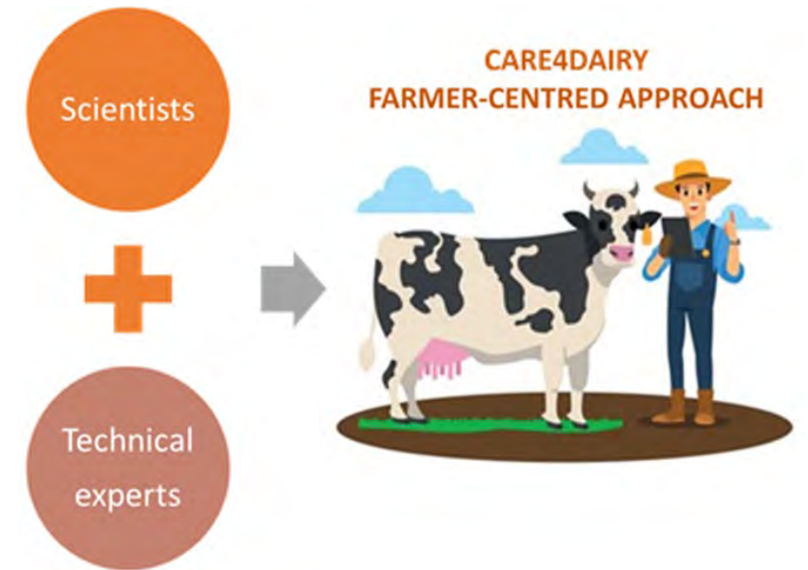 Scientists
Technical
experts
CARE4DAIRY
FARMER-CENTRED APPROACH